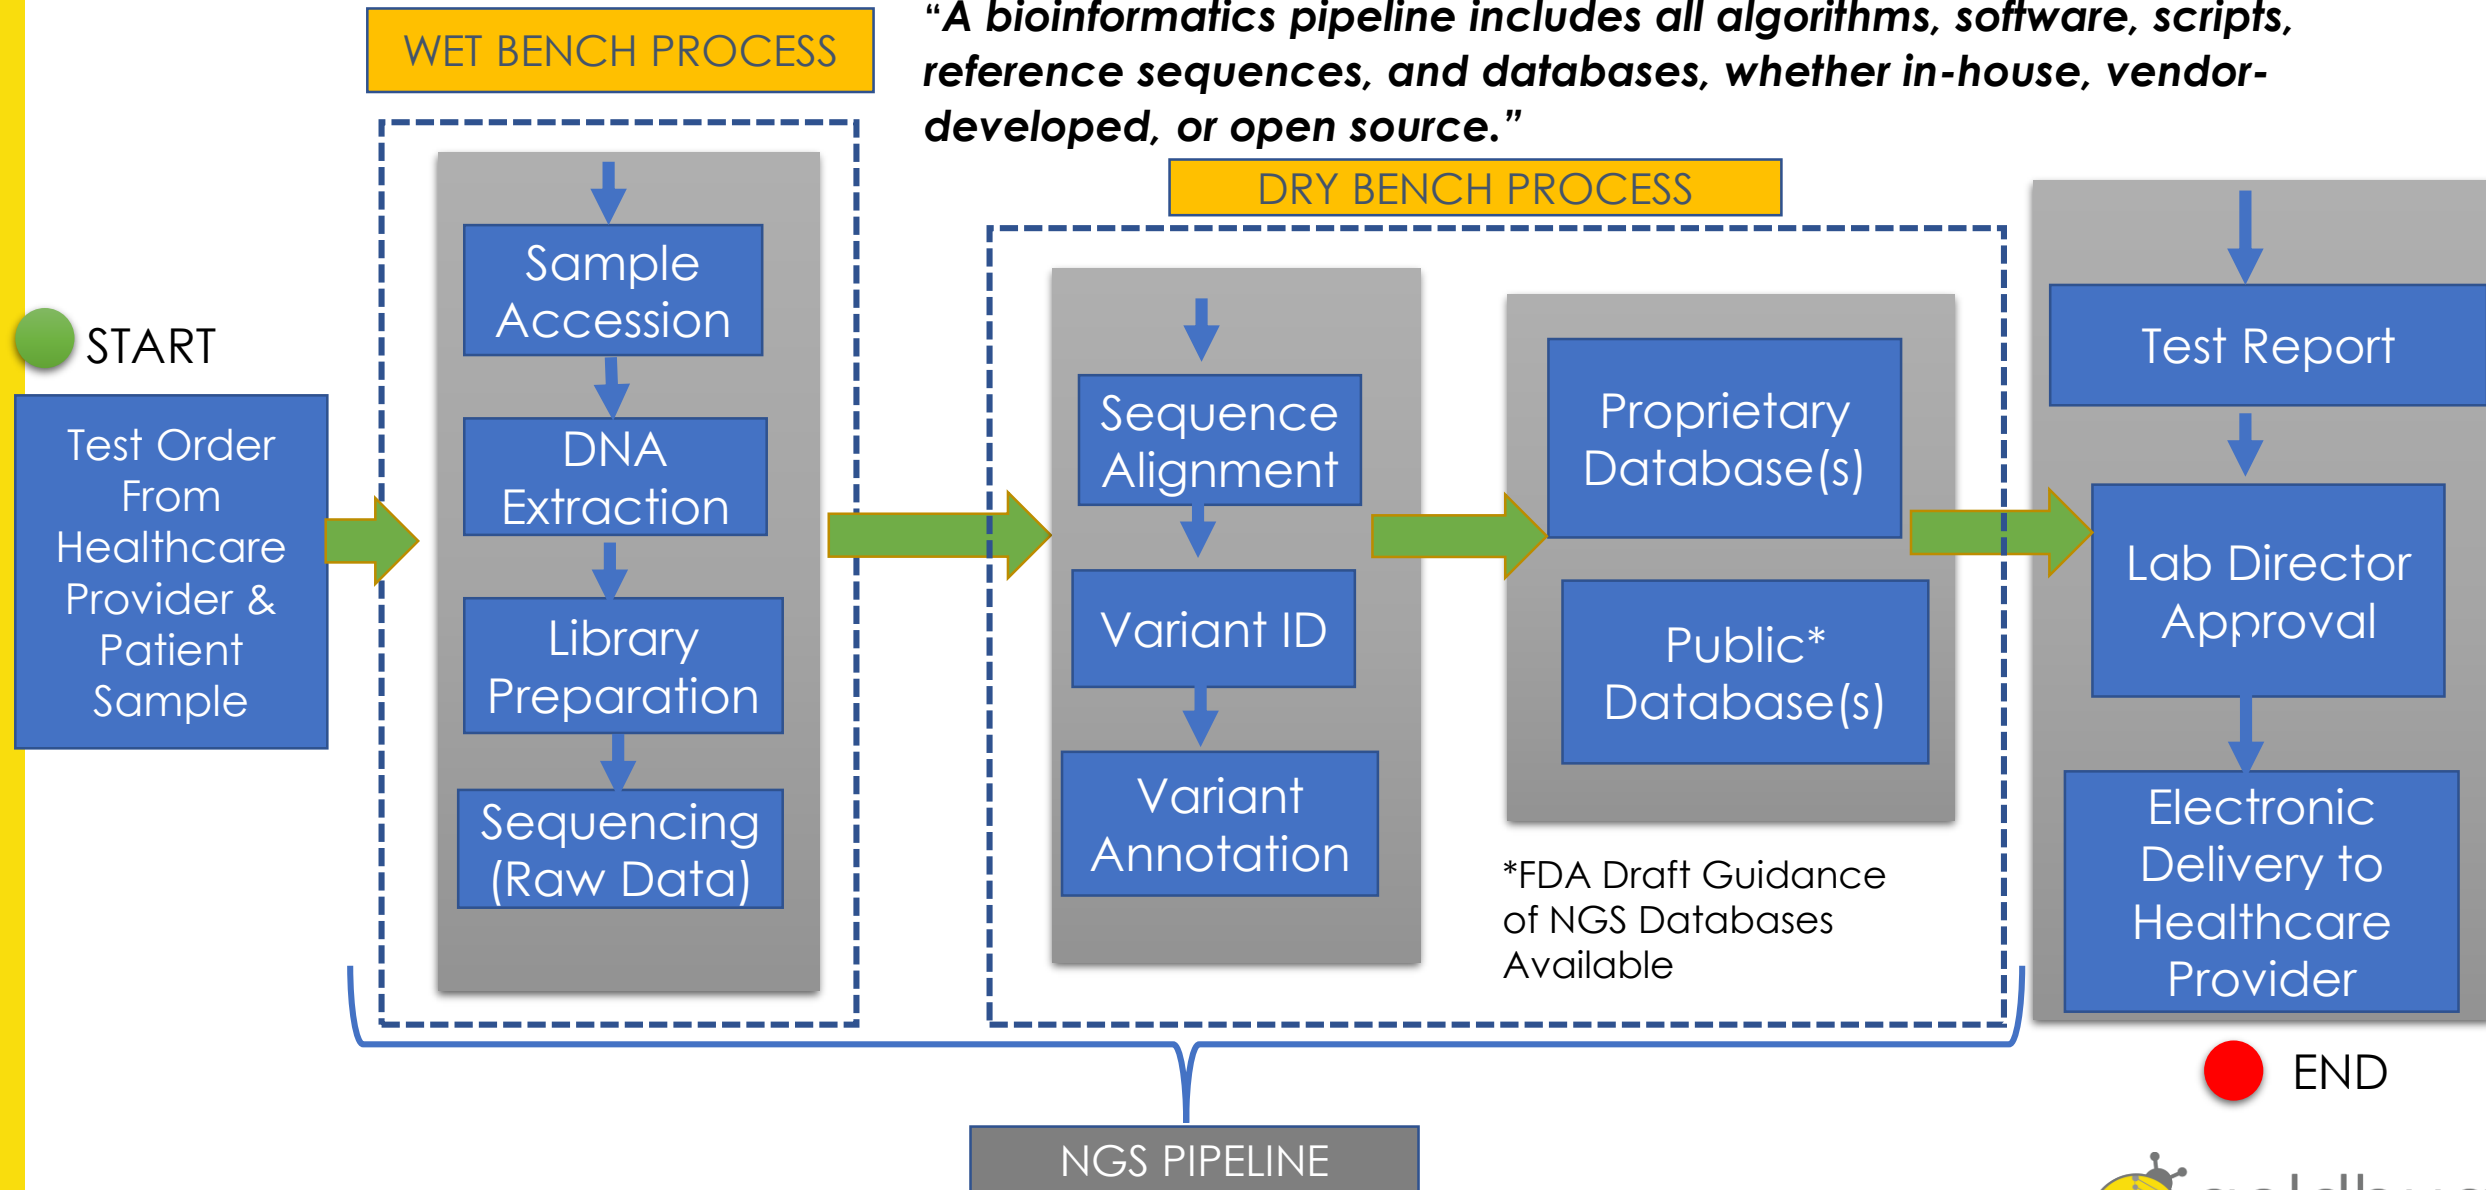 WET BENCH PROCESS
“A bioinformatics pipeline includes all algorithms, software, scripts,
reference sequences, and databases, whether in-house, vendor-
developed, or open source.”
DRY BENCH PROCESS
START
Test Order
From
Healthcare
Provider &
Patient
Sample
Sample
Accession
DNA
Extraction
Library
Preparation
Sequencing
(Raw Data)
Sequence
Alignment
Variant ID
Variant
Annotation
Proprietary
Database(s)
Public*
Database(s)
*FDA Draft Guidance
of NGS Databases
Available
Test Report
Lab Director
Approval
Electronic
Delivery to
Healthcare
Provider
END
NGS PIPELINE